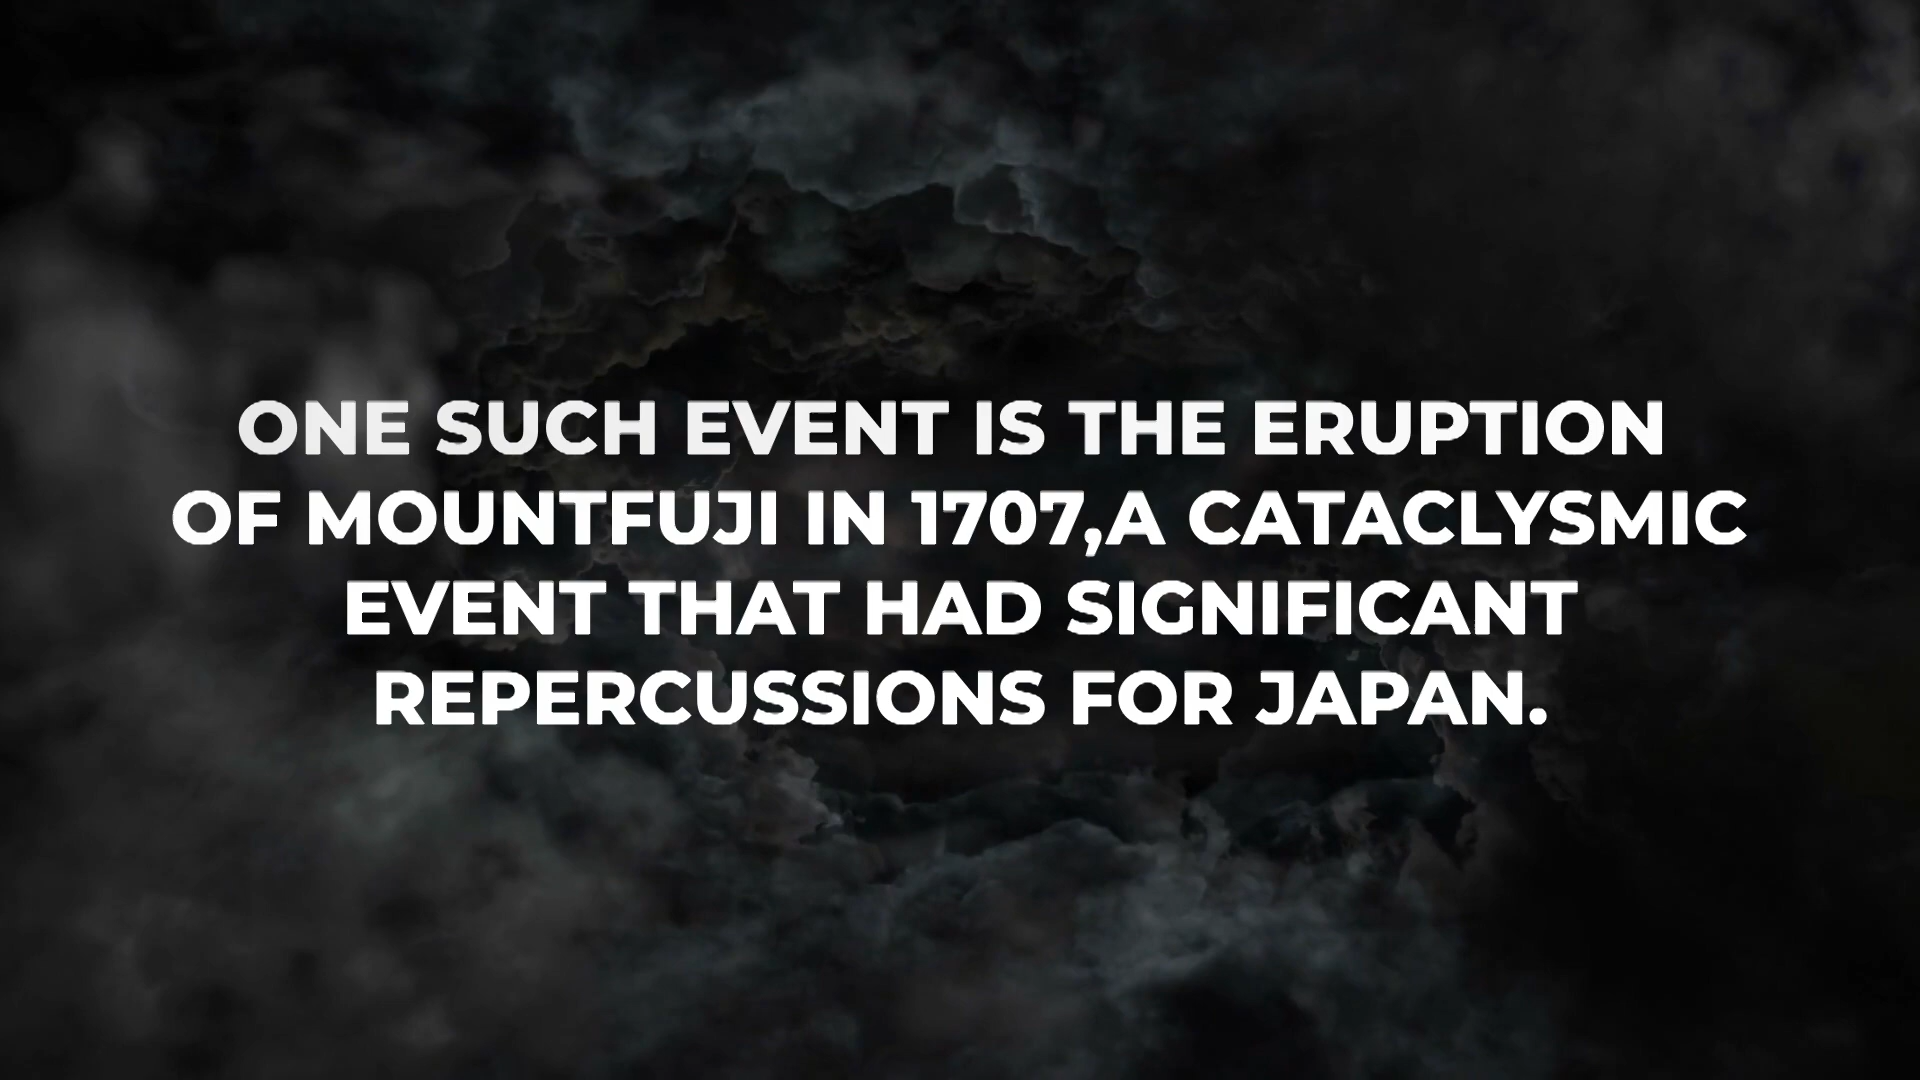 ONE SUCH EVENT IS THE ERUPTION
OF MOUNTFUJI IN 1707,A CATACLYSMIC
EVENT THAT HAD SIGNIFICANT
REPERCUSSIONS FOR JAPAN.